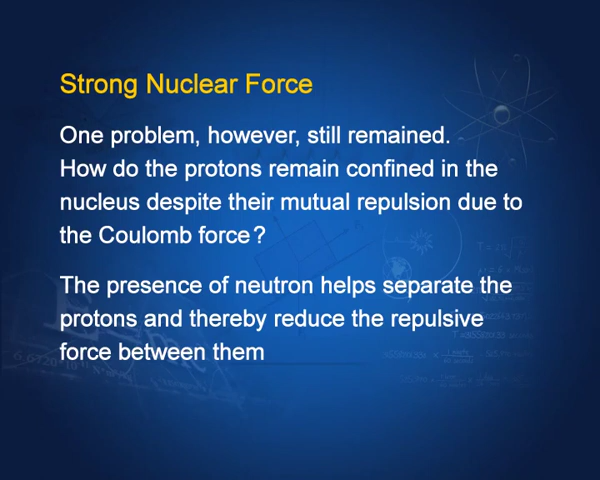 Strong Nuclear Force
One problem, however, still remained.
How do the protons remain confined in the
nucleus despite their mutual repulsion due to
the Coulomb force?
The presence of neutron helps separate the
protons and thereby reduce the repulsive
force between them